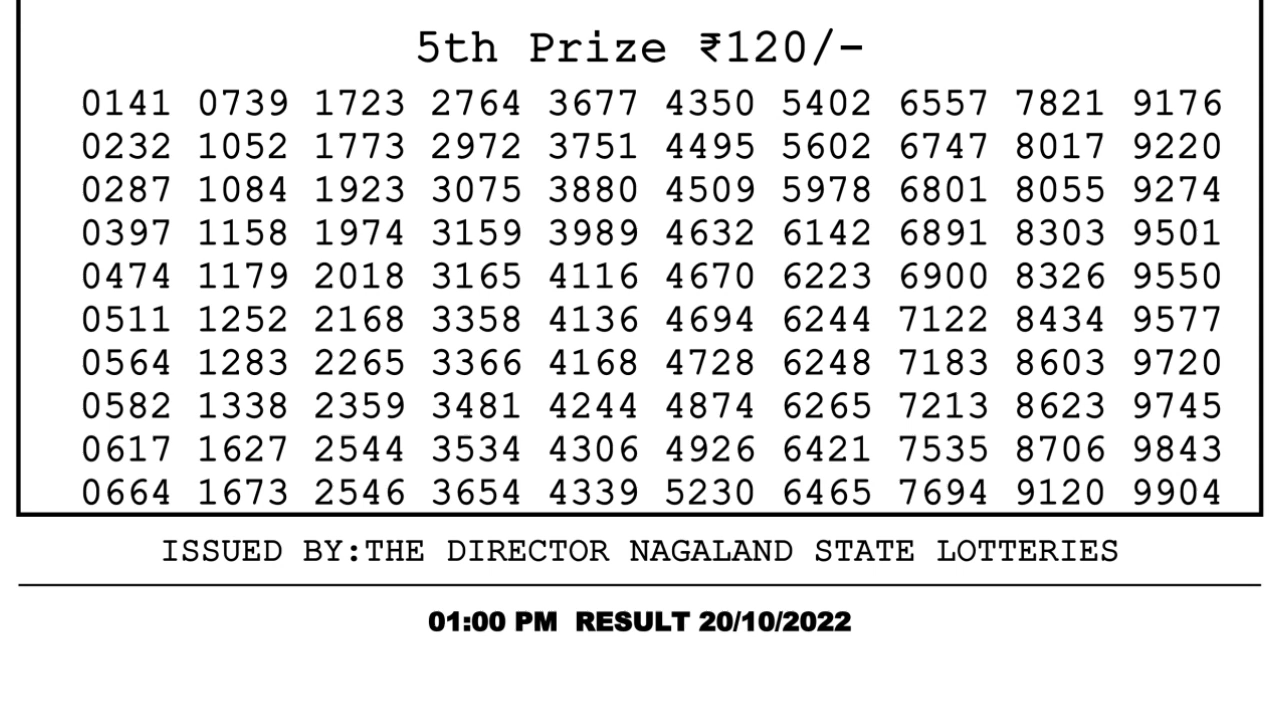 5th Prize ₹120/-
0141 0739 1723 2764 3677 4350 5402 6557 7821 9176
0232 1052 1773 2972 3751 4495 5602 6747 8017 9220
0287 1084 1923 3075 3880 4509 5978 6801 8055 9274
0397 1158 1974 3159 3989 4632 6142 6891 8303 9501
0474 1179 2018 3165 4116 4670 6223 6900 8326 9550
0511 1252 2168 3358 4136 4694 6244 7122 8434 9577
0564 1283 2265 3366 4168 4728 6248 7183 8603 9720
0582 1338 2359 3481 4244 4874 6265 7213 8623 9745
0617 1627 2544 3534 4306 4926 6421 7535 8706 9843
0664 1673 2546 3654 4339 5230 6465 7694 9120 9904
ISSUED BY:THE DIRECTOR NAGALAND STATE LOTTERIES
01:00 PM RESULT 20/10/2022